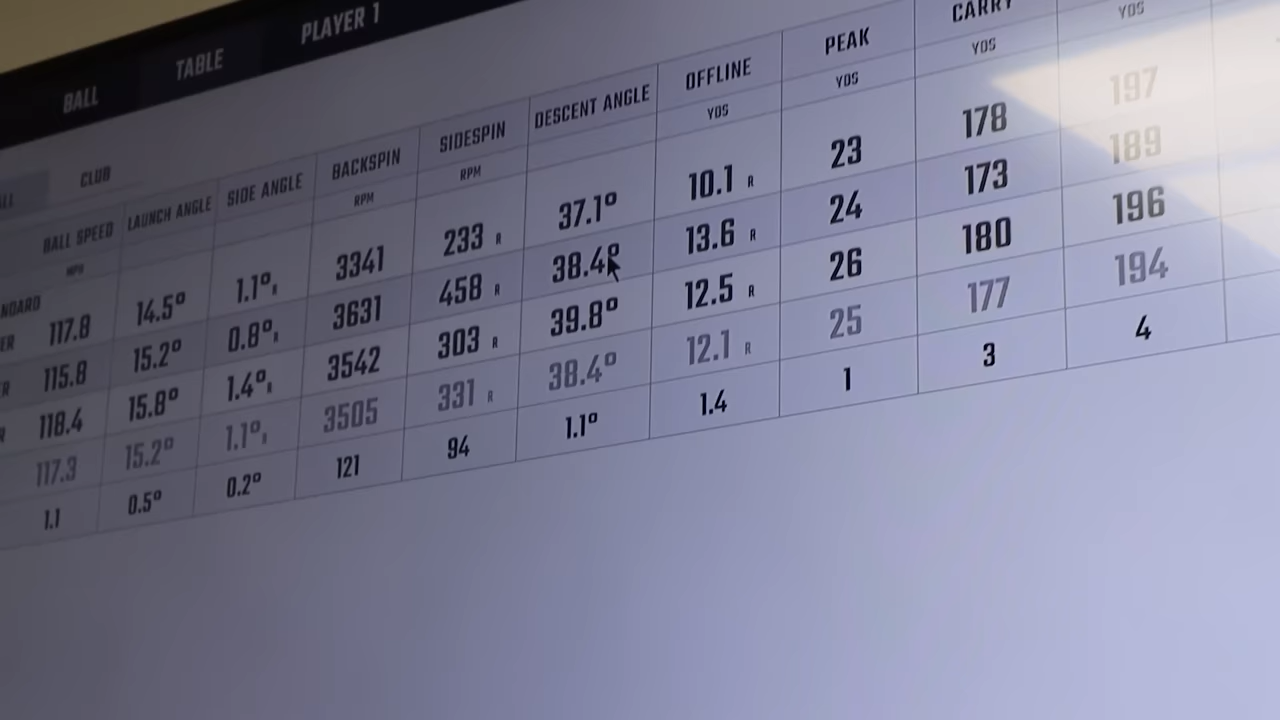 BALL TABLE PLAYER 1
CLUB
BALL SPEED LAUNCH ANGLE SIDE ANGLE BACKSPIN SIDESPIN DESCENT ANGLE OFFLINE PEAK CARRY
MPH RPM RPM YDS YDS YDS YDS
117.8 14.5° 1.1° R 3341 233 R 37.1° 10.1 R 23 178 197
115.8 15.2° 0.8° R 3631 458 R 38.4° 13.6 R 24 173 189
118.4 15.8° 1.4° R 3542 303 R 39.8° 12.5 R 26 180 196
117.3 15.2° 1.1° R 3505 331 R 38.4° 12.1 R 25 177 194
1.1 0.5° 0.2° 121 94 1.1° 1.4 1 3 4